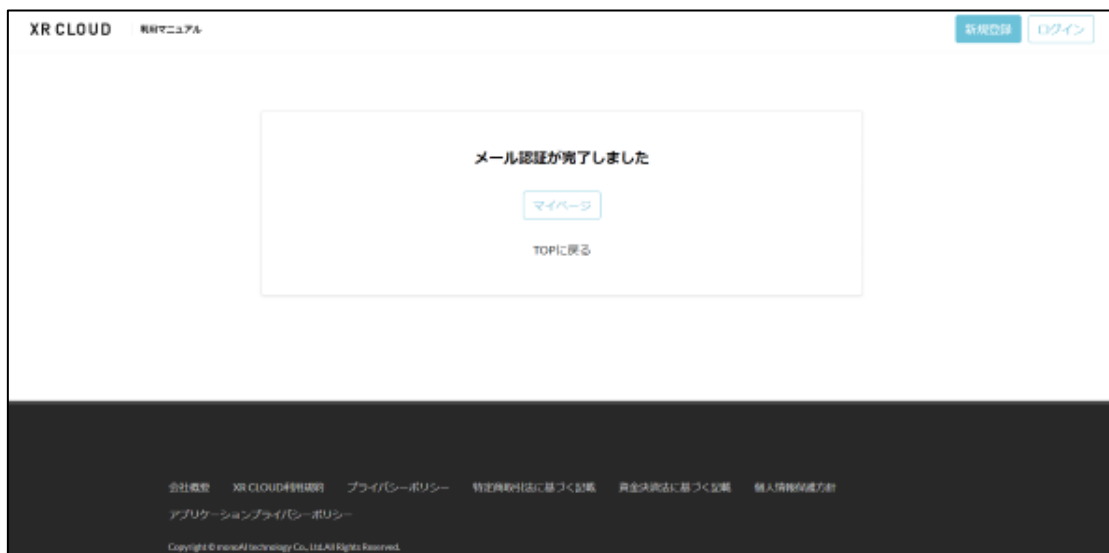 XR CLOUD 利用マニュアル 新規登録 ログイン
メール認証が完了しました
マイページ
TOPに戻る
会社概要 XR CLOUD利用規約 プライバシーポリシー 特定商取引法に基づく記載 資金決済法に基づく記載 個人情報保護方針
アプリケーションプライバシーポリシー
Copyright © monoAI technology Co., Ltd.All Rights Reserved.